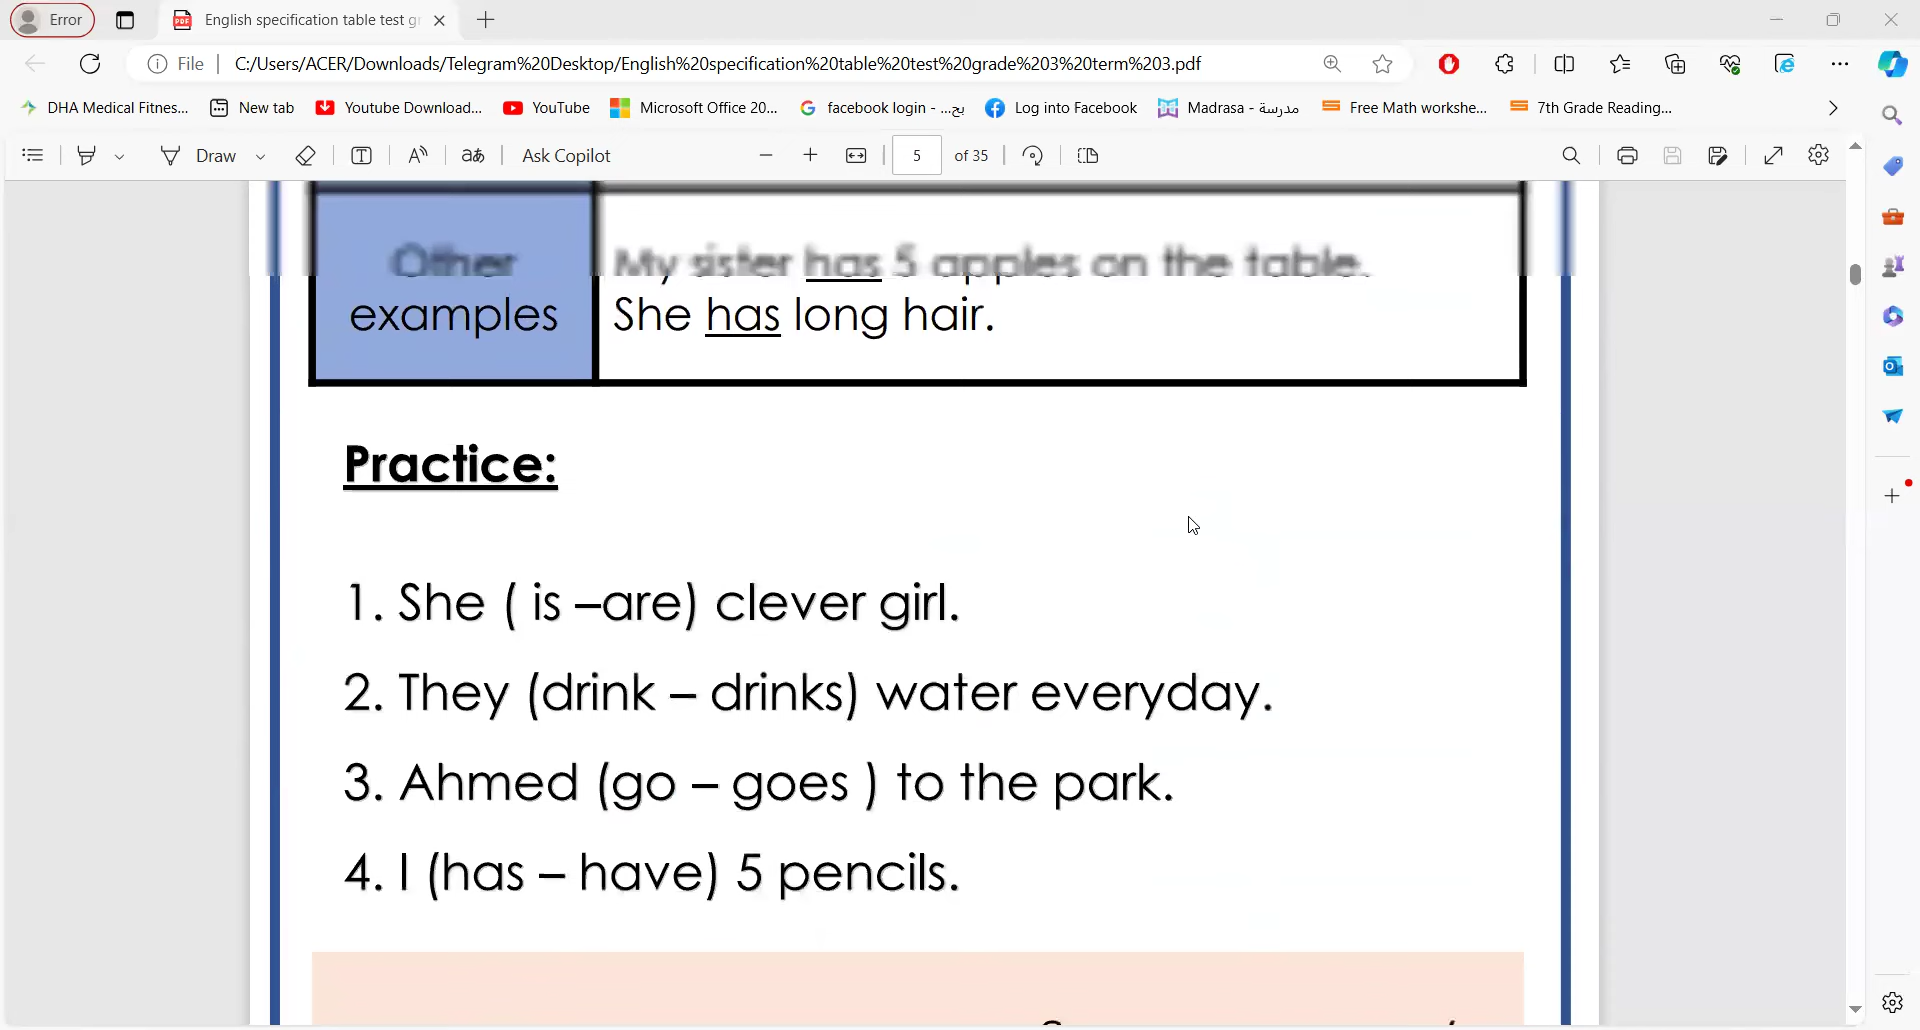 Error
English specification table test gr
File
C:/Users/ACER/Downloads/Telegram%20Desktop/English%20specification%20table%20test%20grade%203%20term%203.pdf
DHA Medical Fitnes...
New tab
Youtube Download...
YouTube
Microsoft Office 20...
facebook login - ...بح
Log into Facebook
Madrasa - مدرسة
Free Math workshe...
7th Grade Reading...
Draw
Ask Copilot
5
of 35
Other
examples
My sister has 5 apples on the table.
She has long hair.
Practice:
1. She ( is –are) clever girl.
2. They (drink – drinks) water everyday.
3. Ahmed (go – goes ) to the park.
4. I (has – have) 5 pencils.